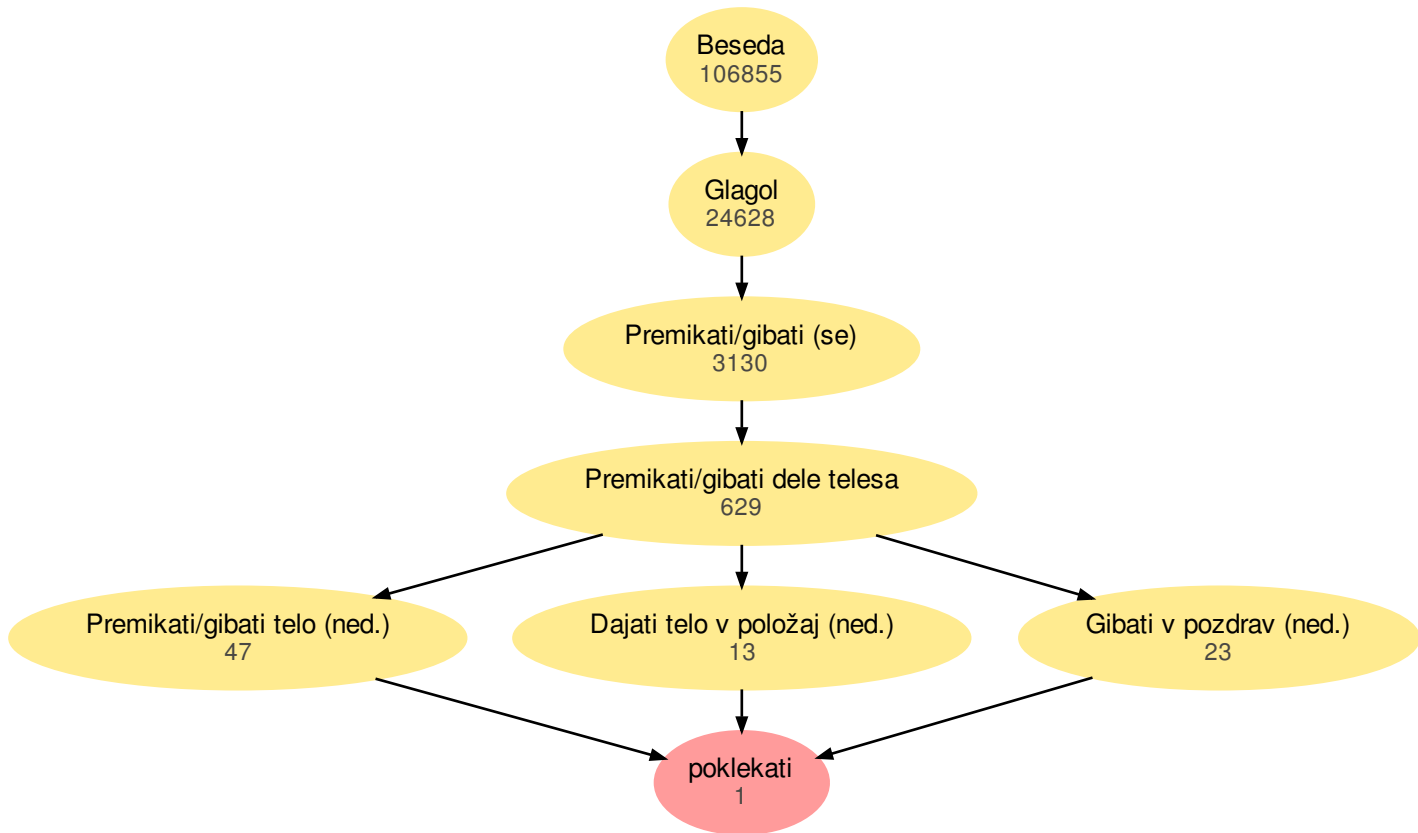 Beseda
106855
Glagol
24628
Premikati/gibati (se)
3130
Premikati/gibati dele telesa
629
Premikati/gibati telo (ned.)
47
Dajati telo v položaj (ned.)
13
Gibati v pozdrav (ned.)
23
poklekati
1